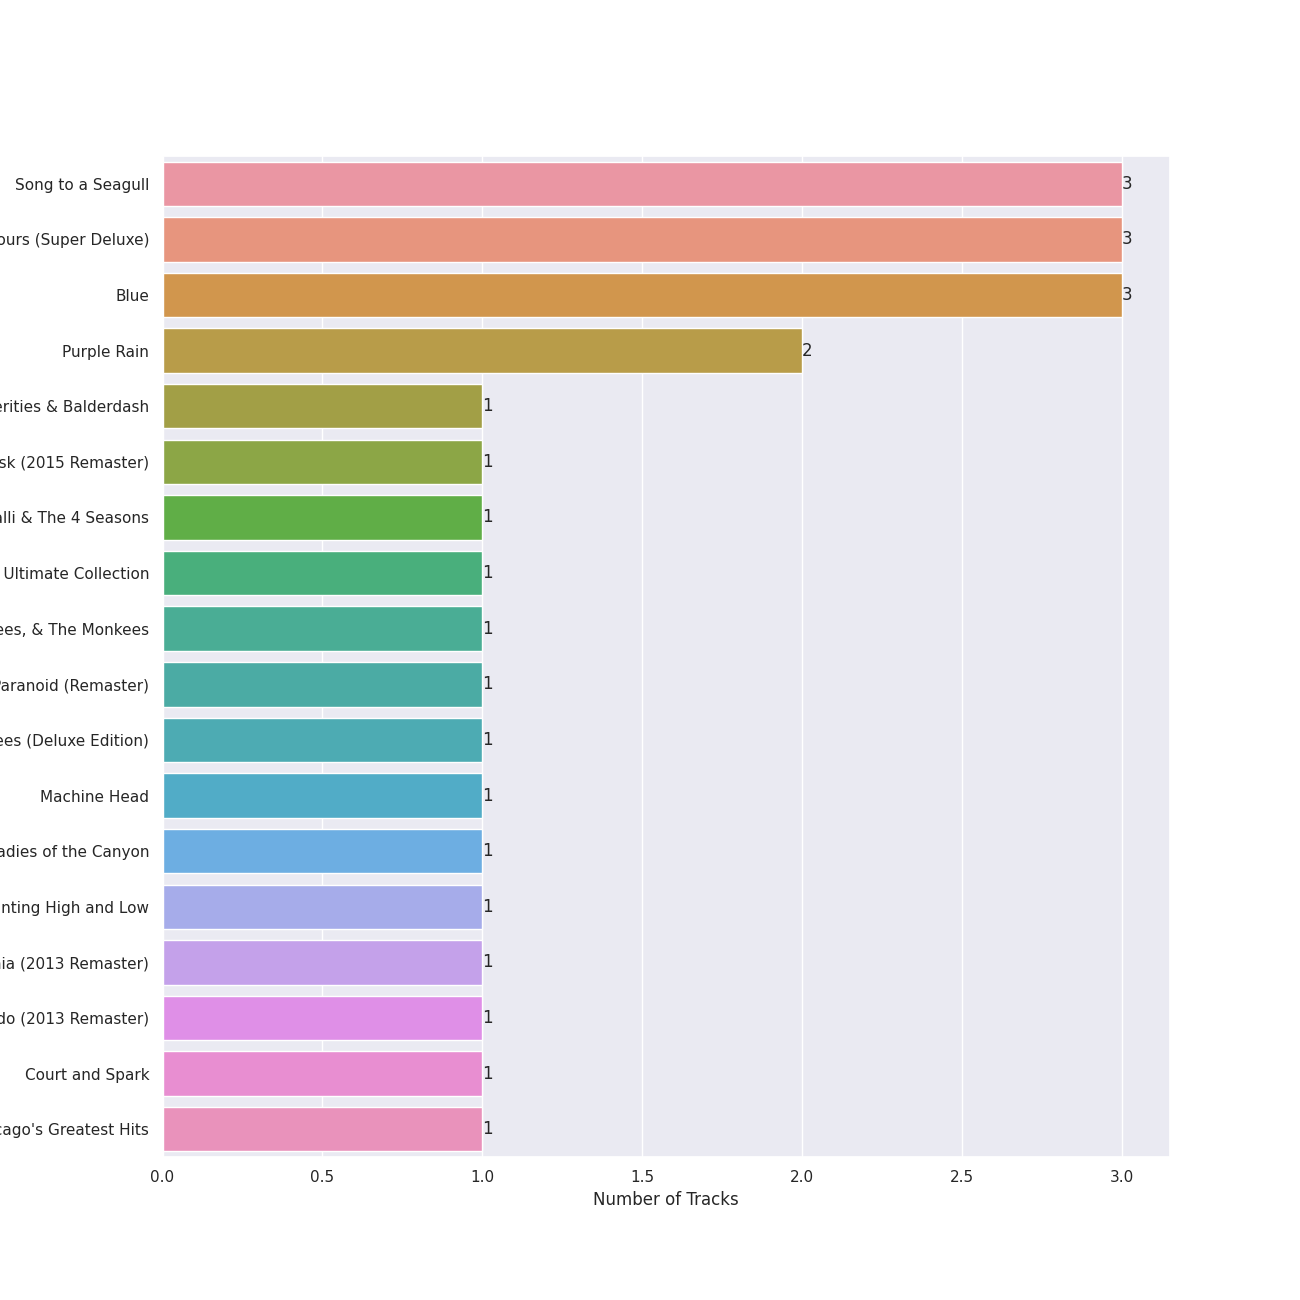 Song to a Seagull 3
ours (Super Deluxe) 3
Blue 3
Purple Rain 2
erities & Balderdash 1
sk (2015 Remaster) 1
alli & The 4 Seasons 1
Ultimate Collection 1
ees, & The Monkees 1
Paranoid (Remaster) 1
ees (Deluxe Edition) 1
Machine Head 1
adies of the Canyon 1
nting High and Low 1
ia (2013 Remaster) 1
do (2013 Remaster) 1
Court and Spark 1
cago's Greatest Hits 1
0.0 0.5 1.0 1.5 2.0 2.5 3.0
Number of Tracks